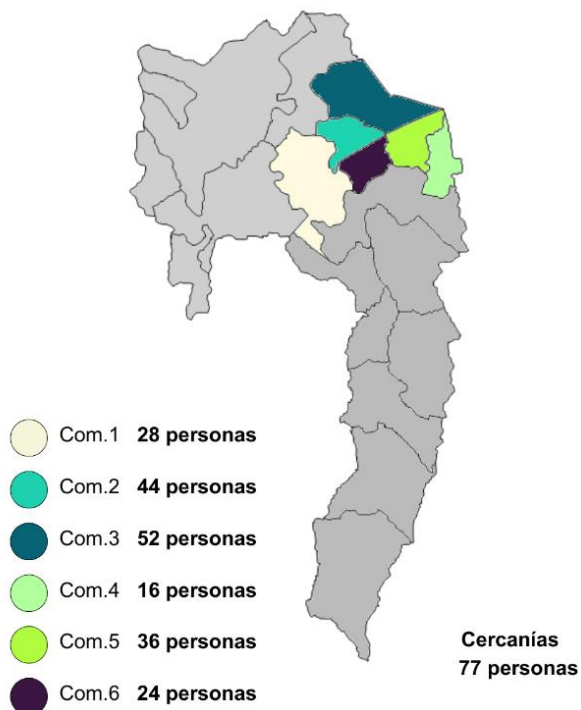 Com.1 28 personas
Com.2 44 personas
Com.3 52 personas
Com.4 16 personas
Com.5 36 personas
Com.6 24 personas
Cercanías
77 personas